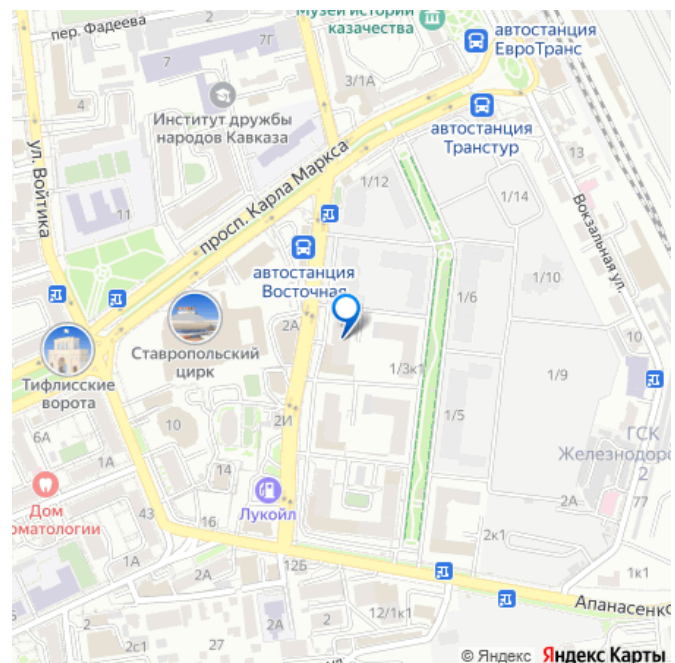 Музей истории
казачества
автостанция
ЕвроТранс
пер. Фадеева
7Г
7
4
3/1А
Институт дружбы
народов Кавказа
автостанция
Транстур
ул. Войтика
просп. Карла Маркса
13
1/12
1/14
11
Вокзальная ул.
автостанция
Восточная
1/10
1/6
2А
Ставропольский
цирк
10
1/3к1
1/9
Тифлисские
ворота
1/5
2И
6А
10
ГСК
Железнодоро
2
1А
14
Лукойл
2А
77
Дом
оматологии
43
16
2к1
12Б
1А
2А
1к1
Апанасенко
2А
2
12/1к1
2
2с1
27
ул.
© Яндекс Яндекс Карты